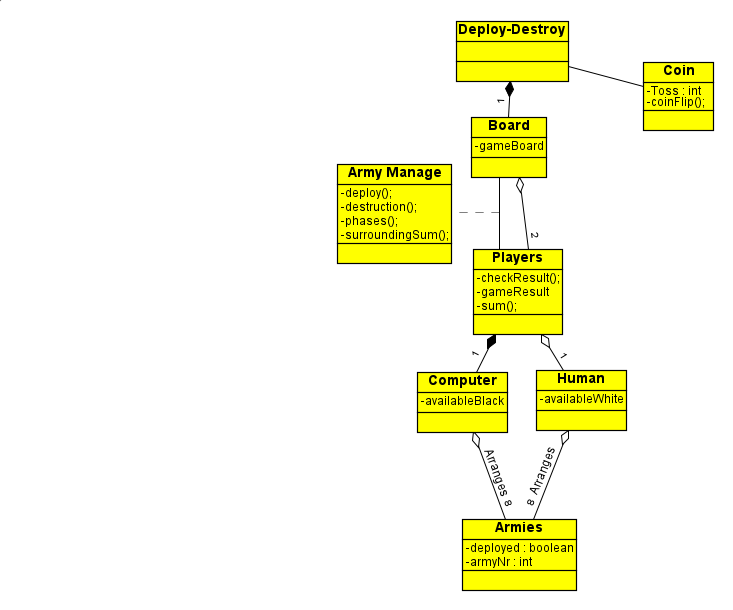 Deploy-Destroy
Coin
-Toss : int
-coinFlip();
1
Board
-gameBoard
Army Manage
-deploy();
-destruction();
-phases();
-surroundingSum();
2
Players
-checkResult();
-gameResult
-sum();
1
1
Computer
-availableBlack
Human
-availableWhite
Arranges 8
8 Arranges
Armies
-deployed : boolean
-armyNr : int